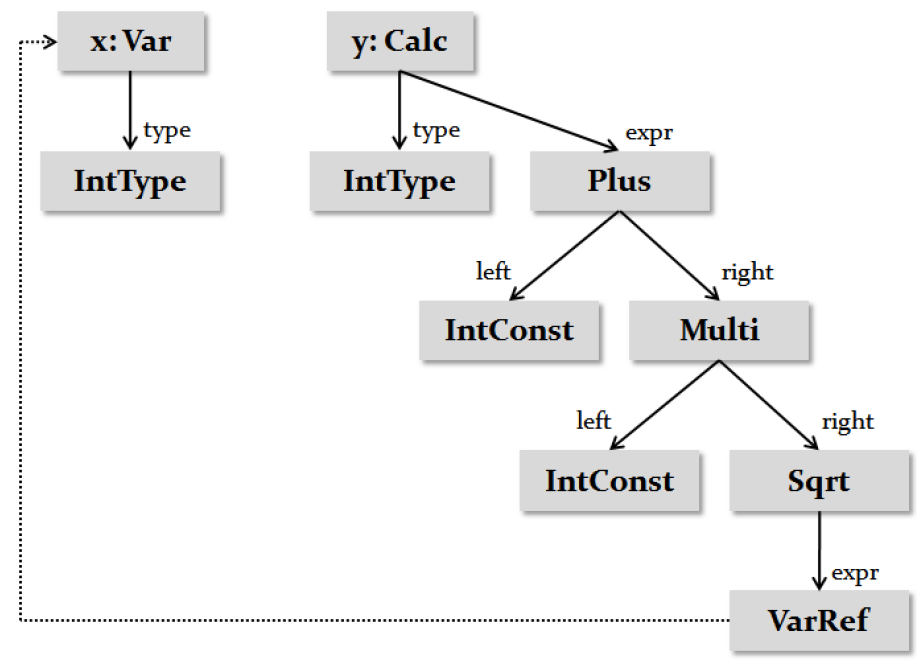 x: Var
y: Calc
type
type
expr
IntType
IntType
Plus
left
right
IntConst
Multi
left
right
IntConst
Sqrt
expr
VarRef